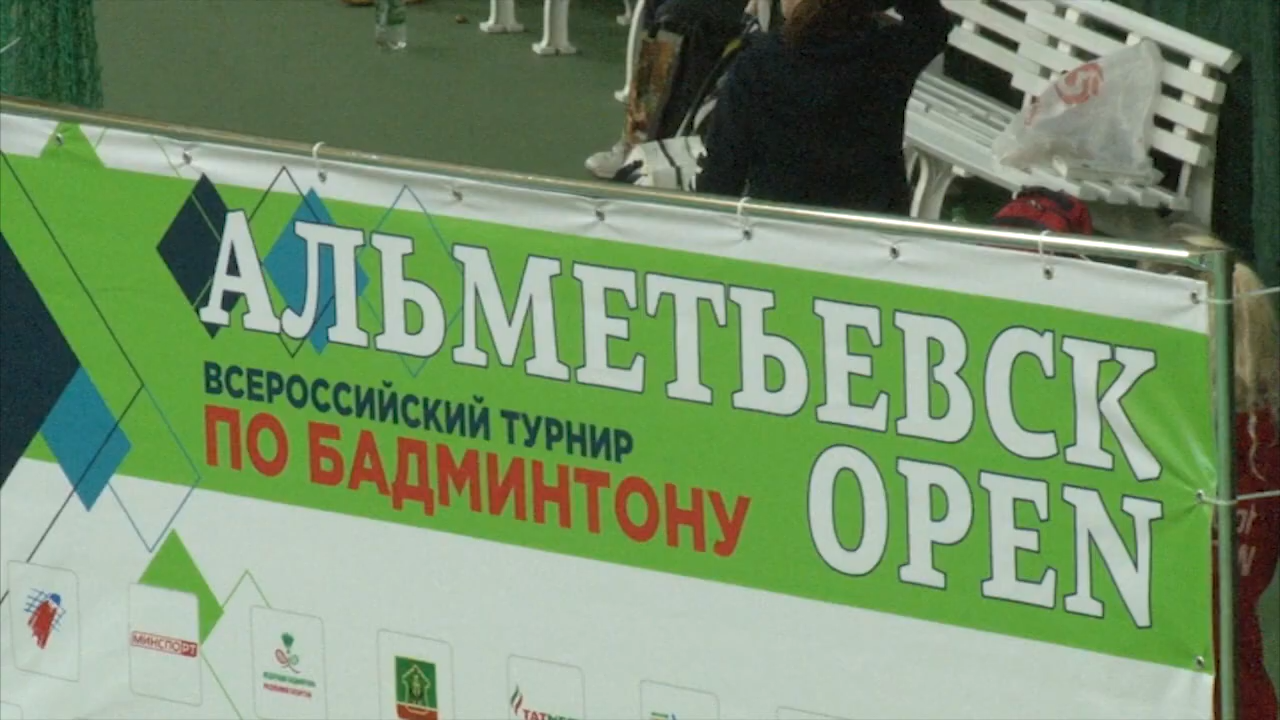 АЛЬМЕТЬЕВСК
OPEN
ВСЕРОССИЙСКИЙ ТУРНИР
ПО БАДМИНТОНУ
МИНСПОРТ